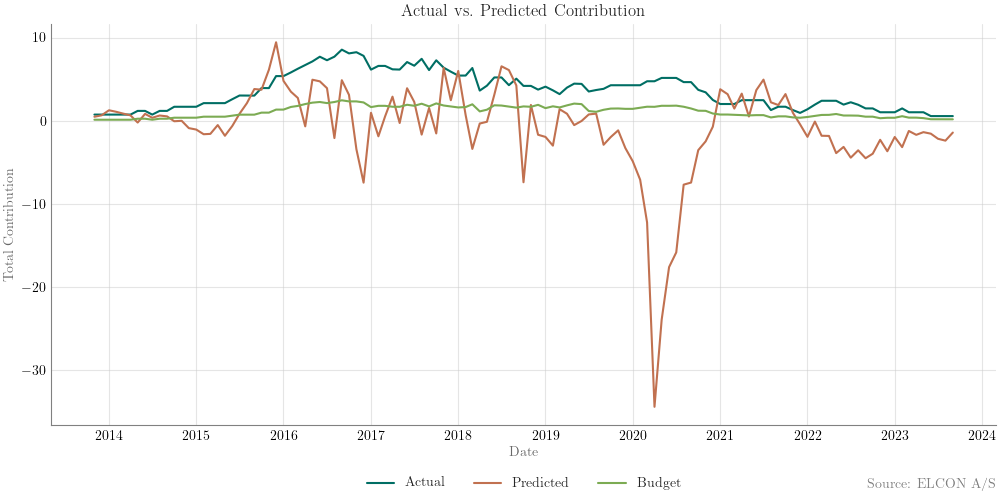 Actual vs. Predicted Contribution
10
0
−10
−20
−30
Total Contribution
2014 2015 2016 2017 2018 2019 2020 2021 2022 2023 2024
Date
Actual Predicted Budget
Source: ELCON A/S